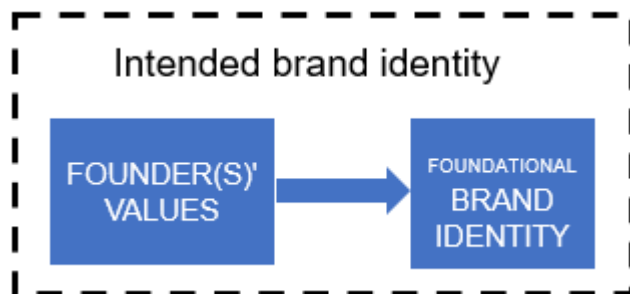 Intended brand identity
FOUNDER(S)'
VALUES
FOUNDATIONAL
BRAND
IDENTITY